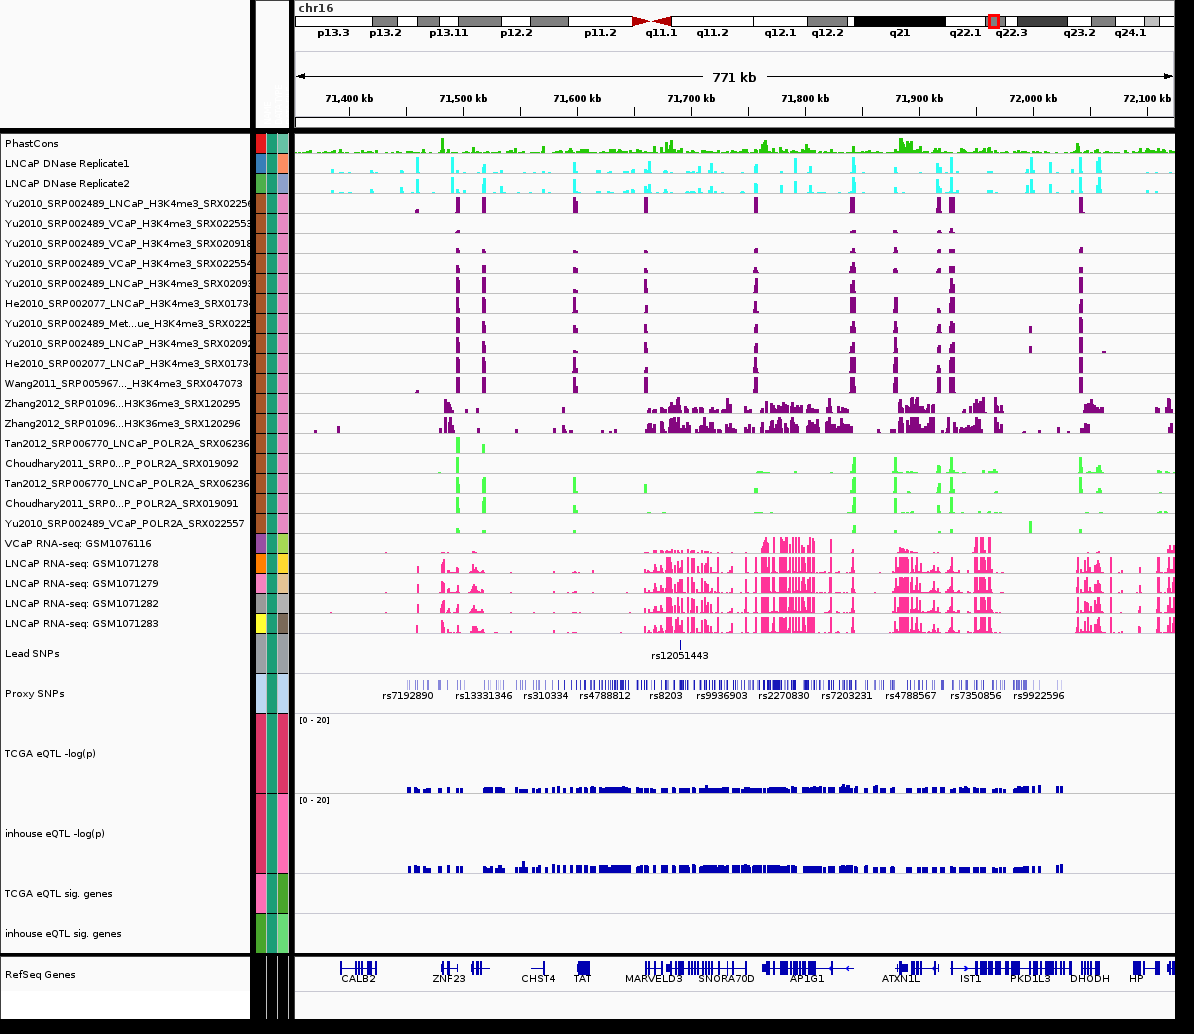 chr16
p13.3 p13.2 p13.11 p12.2 p11.2 q11.1 q11.2 q12.1 q12.2 q21 q22.1 q22.3 q23.2 q24.1
771 kb
71,400 kb 71,500 kb 71,600 kb 71,700 kb 71,800 kb 71,900 kb 72,000 kb 72,100 kb
PhastCons
LNCaP DNase Replicate1
LNCaP DNase Replicate2
Yu2010_SRP002489_LNCaP_H3K4me3_SRX0225
Yu2010_SRP002489_VCaP_H3K4me3_SRX022553
Yu2010_SRP002489_VCaP_H3K4me3_SRX020918
Yu2010_SRP002489_VCaP_H3K4me3_SRX022554
Yu2010_SRP002489_LNCaP_H3K4me3_SRX0209
He2010_SRP002077_LNCaP_H3K4me3_SRX0173
Yu2010_SRP002489_Met...ue_H3K4me3_SRX0225
Yu2010_SRP002489_LNCaP_H3K4me3_SRX0209
He2010_SRP002077_LNCaP_H3K4me3_SRX0173
Wang2011_SRP005967..._H3K4me3_SRX047073
Zhang2012_SRP01096...H3K36me3_SRX120295
Zhang2012_SRP01096...H3K36me3_SRX120296
Tan2012_SRP006770_LNCaP_POLR2A_SRX06236
Choudhary2011_SRP0...P_POLR2A_SRX019092
Tan2012_SRP006770_LNCaP_POLR2A_SRX06236
Choudhary2011_SRP0...P_POLR2A_SRX019091
Yu2010_SRP002489_VCaP_POLR2A_SRX022557
VCaP RNA-seq: GSM1076116
LNCaP RNA-seq: GSM1071278
LNCaP RNA-seq: GSM1071279
LNCaP RNA-seq: GSM1071282
LNCaP RNA-seq: GSM1071283
Lead SNPs
rs12051443
Proxy SNPs
rs7192890 rs13331346 rs310334 rs4788812 rs8203 rs9936903 rs2270830 rs7203231 rs4788567 rs7350856 rs9922596
[0 - 20]
TCGA eQTL -log(p)
[0 - 20]
inhouse eQTL -log(p)
TCGA eQTL sig. genes
inhouse eQTL sig. genes
RefSeq Genes
CALB2 ZNF23 CHST4 TAT MARVELD3 SNORA70D AP1G1 ATXN1L IST1 PKD1L3 DHODH HP